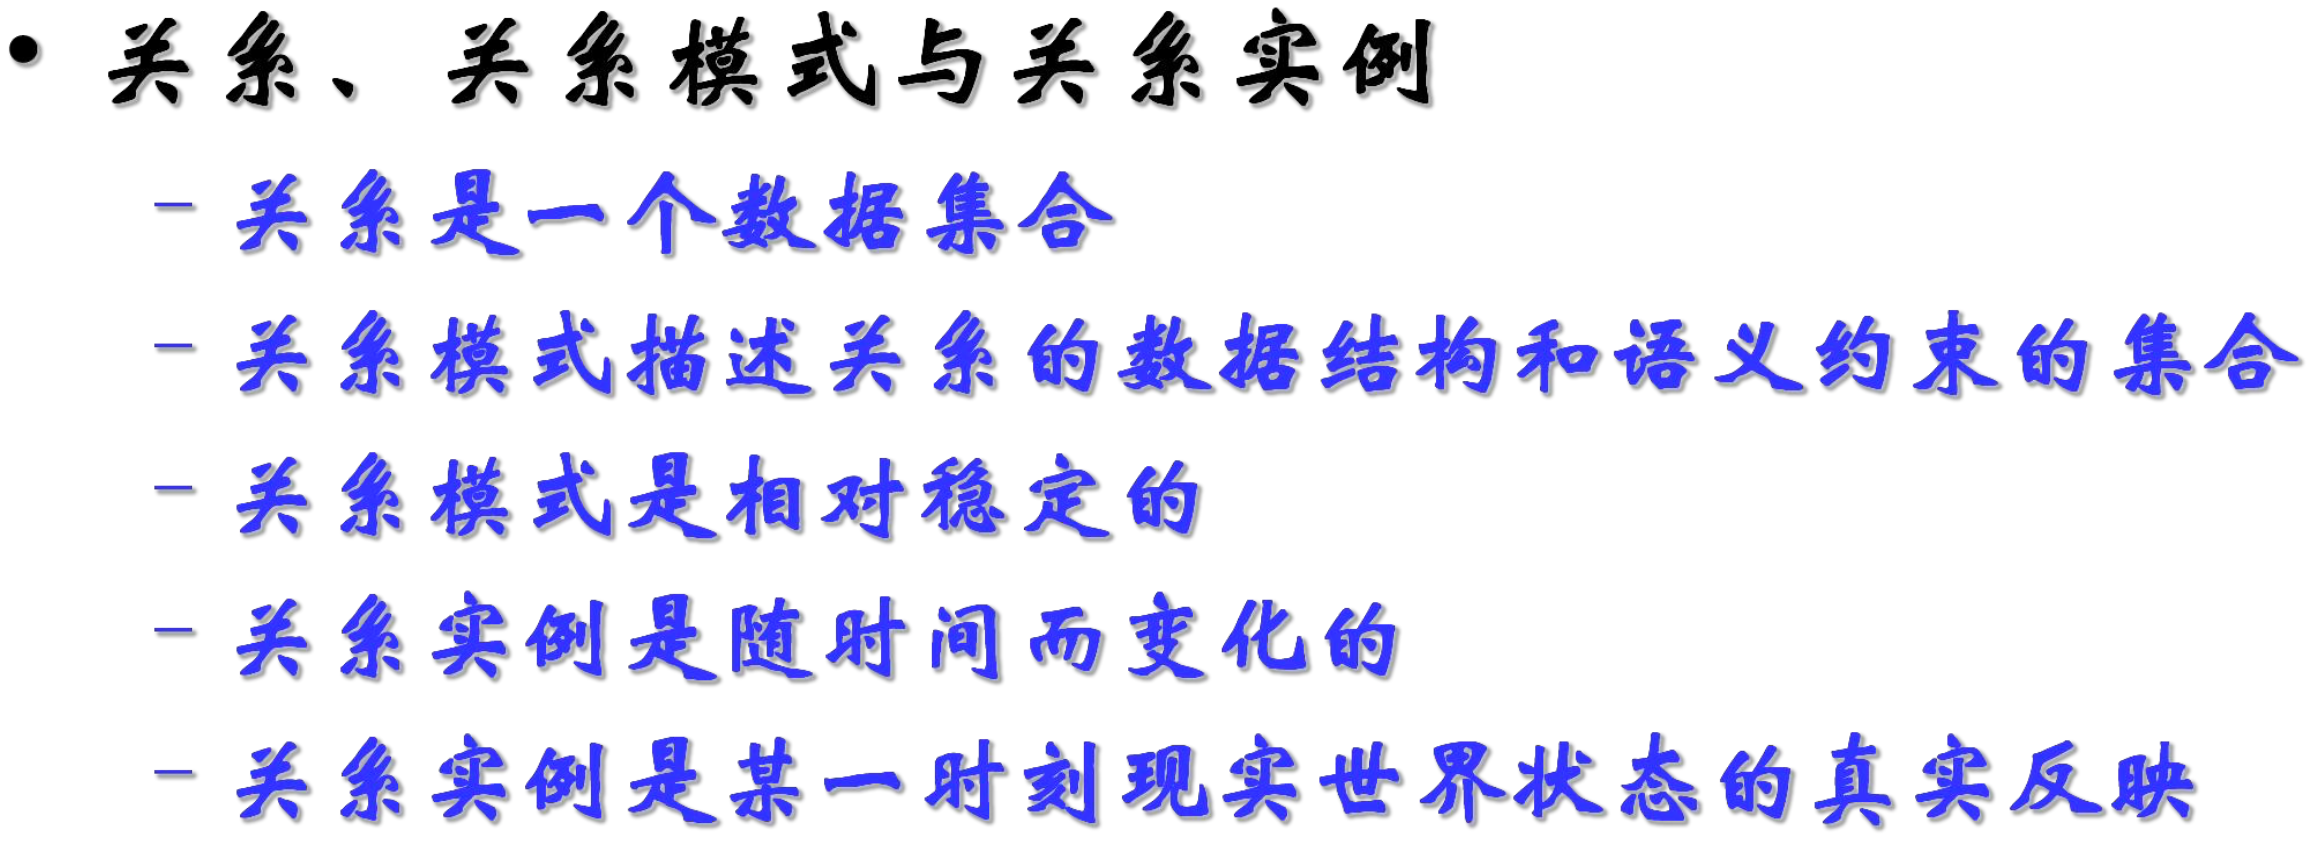 • 关系、关系模式与关系实例
– 关系是一个数据集合
– 关系模式描述关系的数据结构和语义约束的集合
– 关系模式是相对稳定的
– 关系实例是随时间而变化的
– 关系实例是某一时刻现实世界状态的真实反映